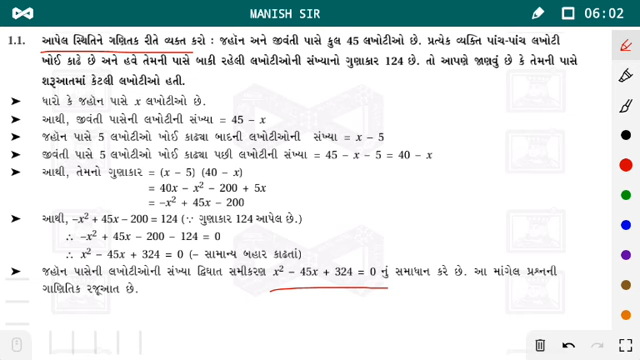 MANISH SIR
06:02
1.1. આપેલ સ્થિતિને ગણિતક રીતે વ્યક્ત કરો : જહોન અને જીવંતી પાસે કુલ 45 લખોટીઓ છે. પ્રત્યેક વ્યક્તિ પાંચ-પાંચ લખોટી
ખોઈ કાઢે છે અને હવે તેમની પાસે બાકી રહેલી લખોટીઓની સંખ્યાનો ગુણાકાર 124 છે. તો આપણે જાણવું છે કે તેમની પાસે
શરૂઆતમાં કેટલી લખોટીઓ હતી.
➤ ધારો કે જહોન પાસે x લખોટીઓ છે.
➤ આથી, જીવંતી પાસેની લખોટીની સંખ્યા = 45 – x
➤ જહોન પાસે 5 લખોટીઓ ખોઈ કાઢ્યા બાદની લખોટીઓની સંખ્યા = x – 5
➤ જીવંતી પાસે 5 લખોટીઓ ખોઈ કાઢ્યા પછી લખોટીની સંખ્યા = 45 – x – 5 = 40 – x
➤ આથી, તેમનો ગુણાકાર = (x – 5) (40 – x)
= 40x – x² – 200 + 5x
= –x² + 45x – 200
➤ આથી, –x² + 45x – 200 = 124 (∵ ગુણાકાર 124 આપેલ છે.)
∴ –x² + 45x – 200 – 124 = 0
∴ x² – 45x + 324 = 0 (– સામાન્ય બહાર કાઢતાં)
➤ જહોન પાસેની લખોટીઓની સંખ્યા દ્વિઘાત સમીકરણ x² – 45x + 324 = 0 નું સમાધાન કરે છે. આ માંગેલ પ્રશ્નની
ગાણિતિક રજૂઆત છે.